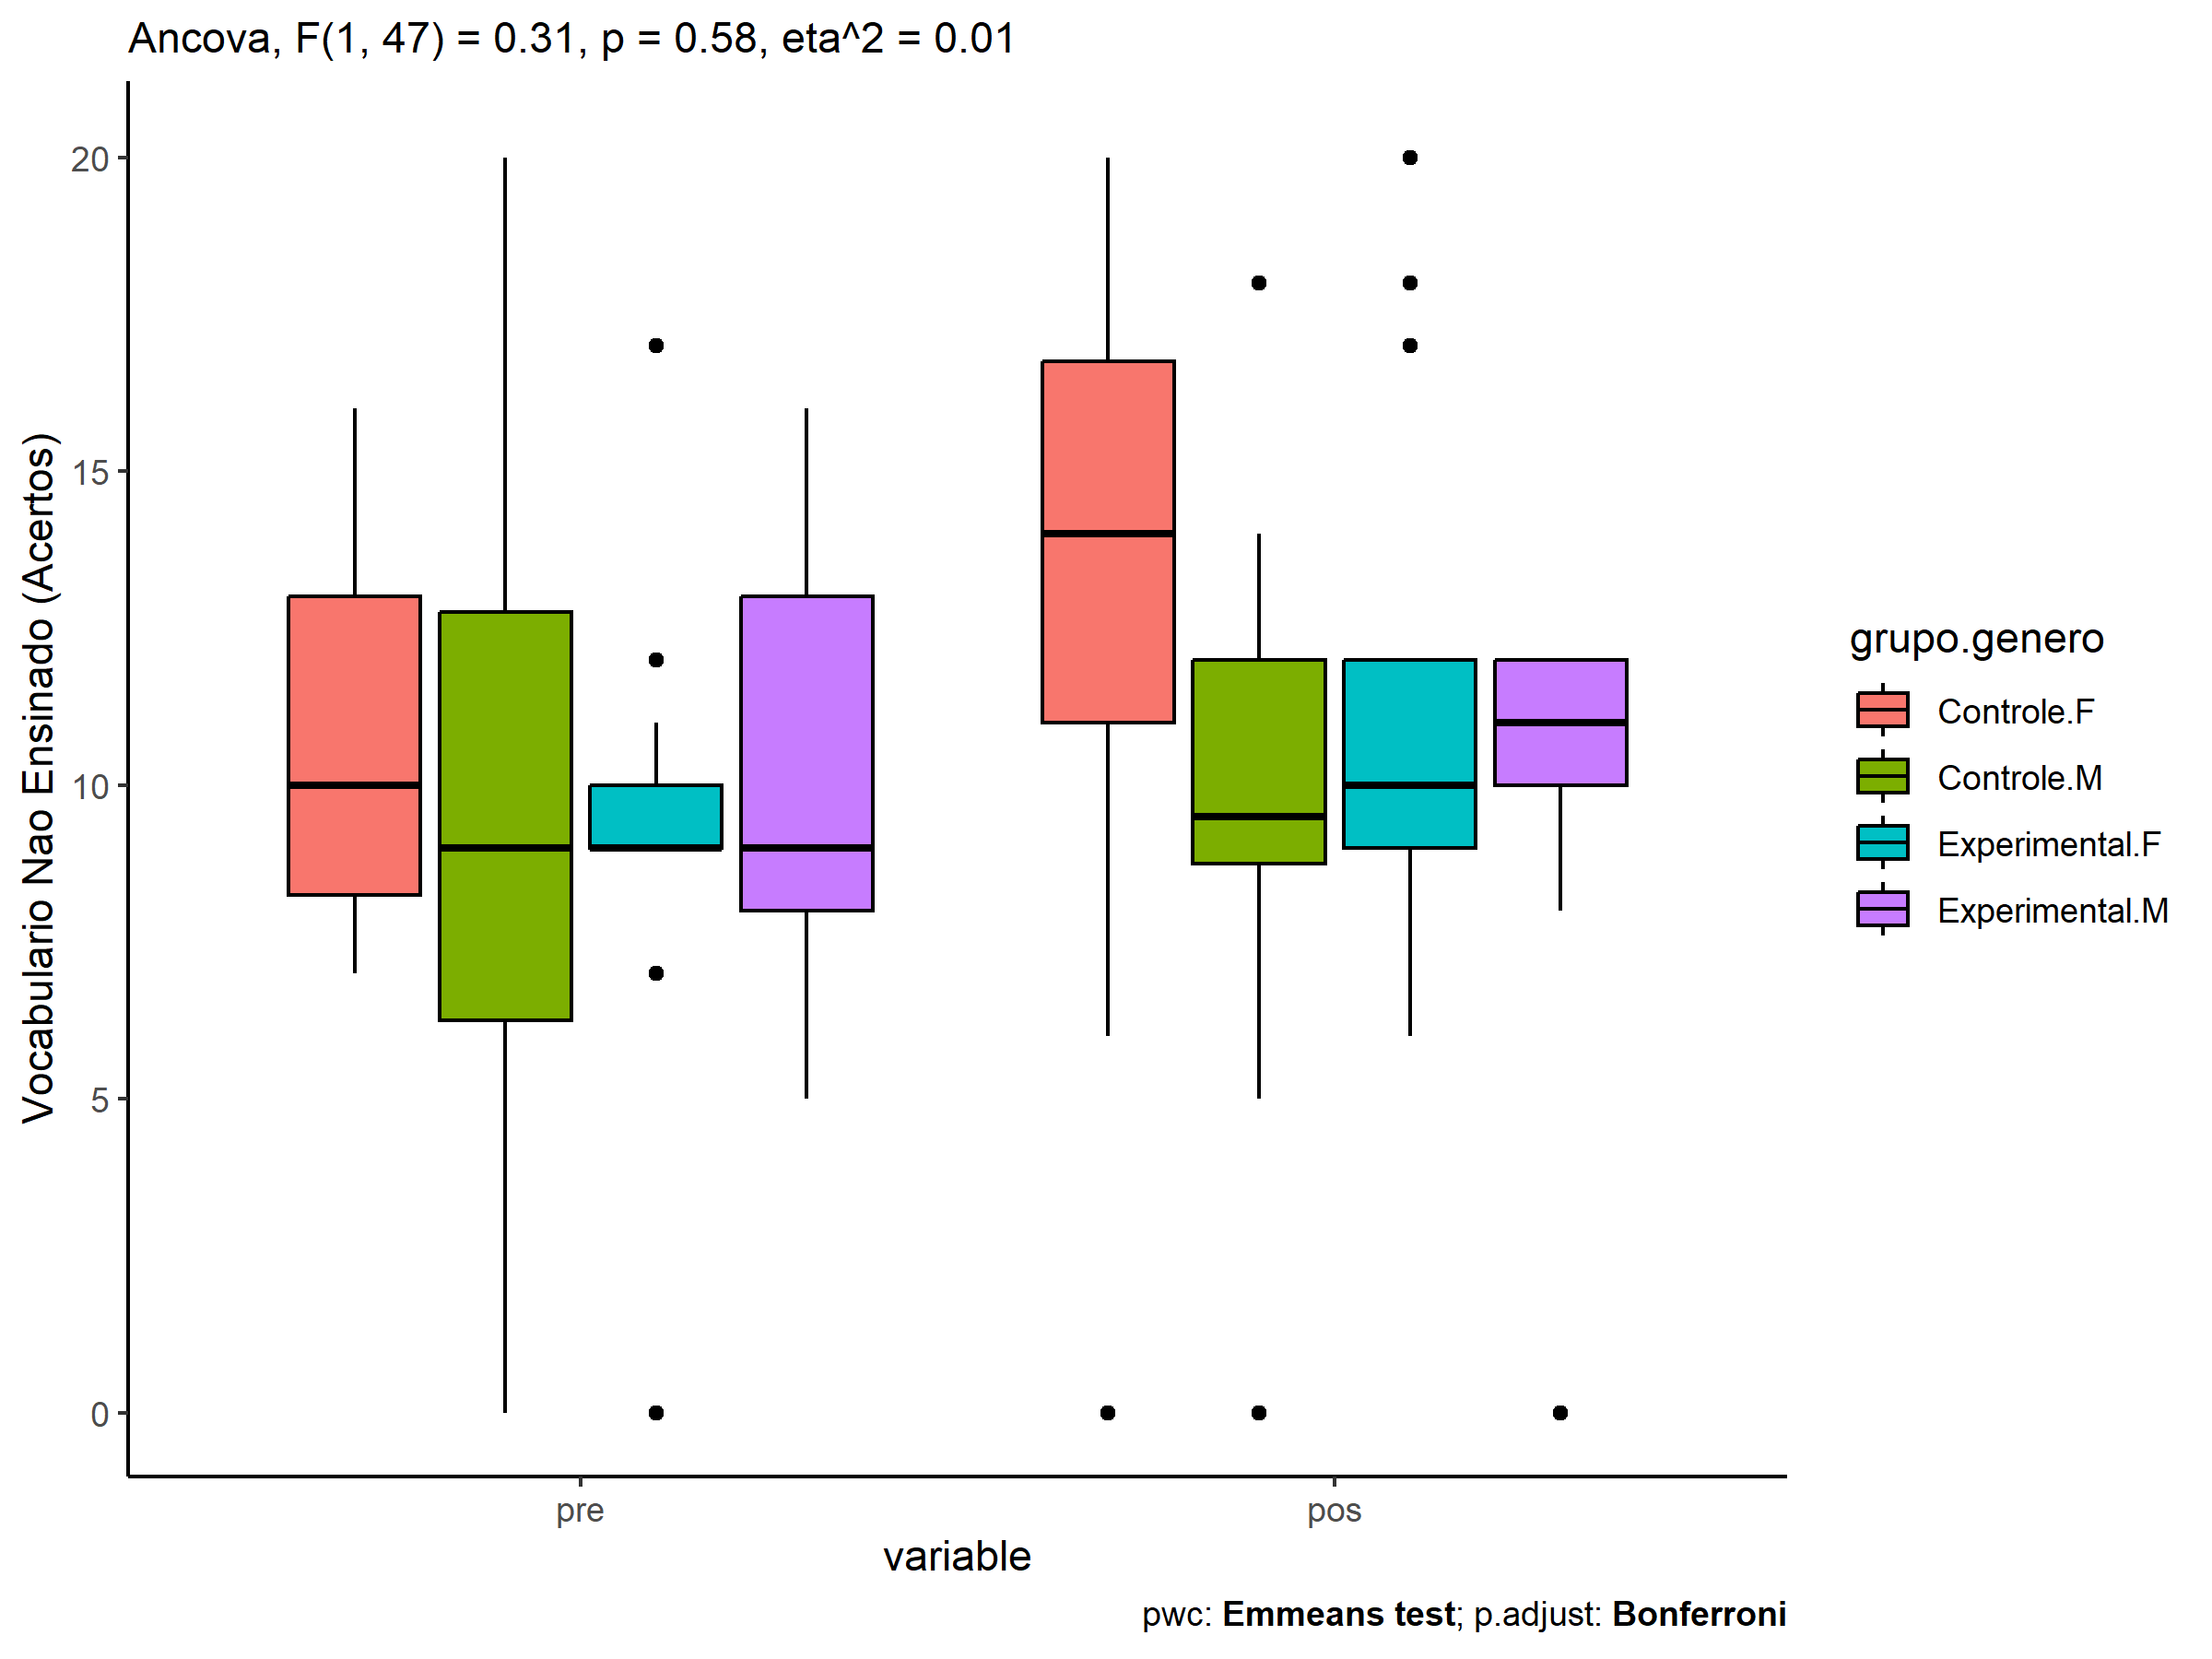 Ancova, F(1, 47) = 0.31, p = 0.58, eta^2 = 0.01
Vocabulario Nao Ensinado (Acertos)
20
15
10
5
0
pre
pos
variable
grupo.genero
Controle.F
Controle.M
Experimental.F
Experimental.M
pwc: Emmeans test; p.adjust: Bonferroni